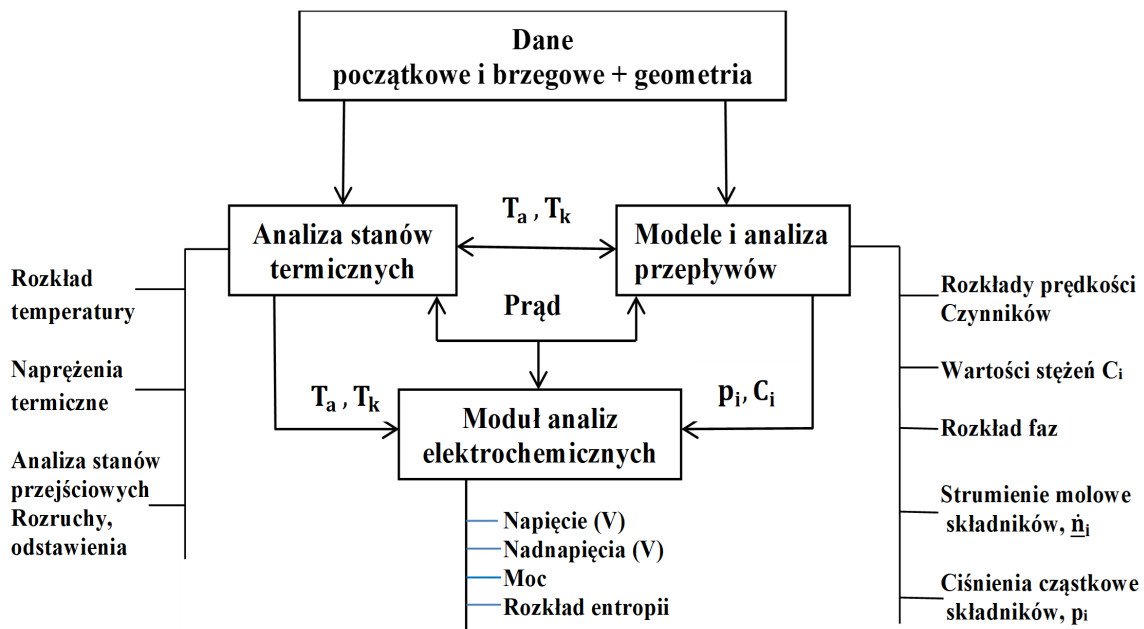 Dane
początkowe i brzegowe + geometria
Analiza stanów
termicznych
Tₐ , Tₖ
Modele i analiza
przepływów
Prąd
Rozkład
temperatury
Naprężenia
termiczne
Analiza stanów
przejściowych
Rozruchy,
odstawienia
Tₐ , Tₖ
pᵢ, Cᵢ
Moduł analiz
elektrochemicznych
Napięcie (V)
Nadnapięcia (V)
Moc
Rozkład entropii
Rozkłady prędkości
Czynników
Wartości stężeń Cᵢ
Rozkład faz
Strumienie molowe
składników, ṅᵢ
Ciśnienia cząstkowe
składników, pᵢ